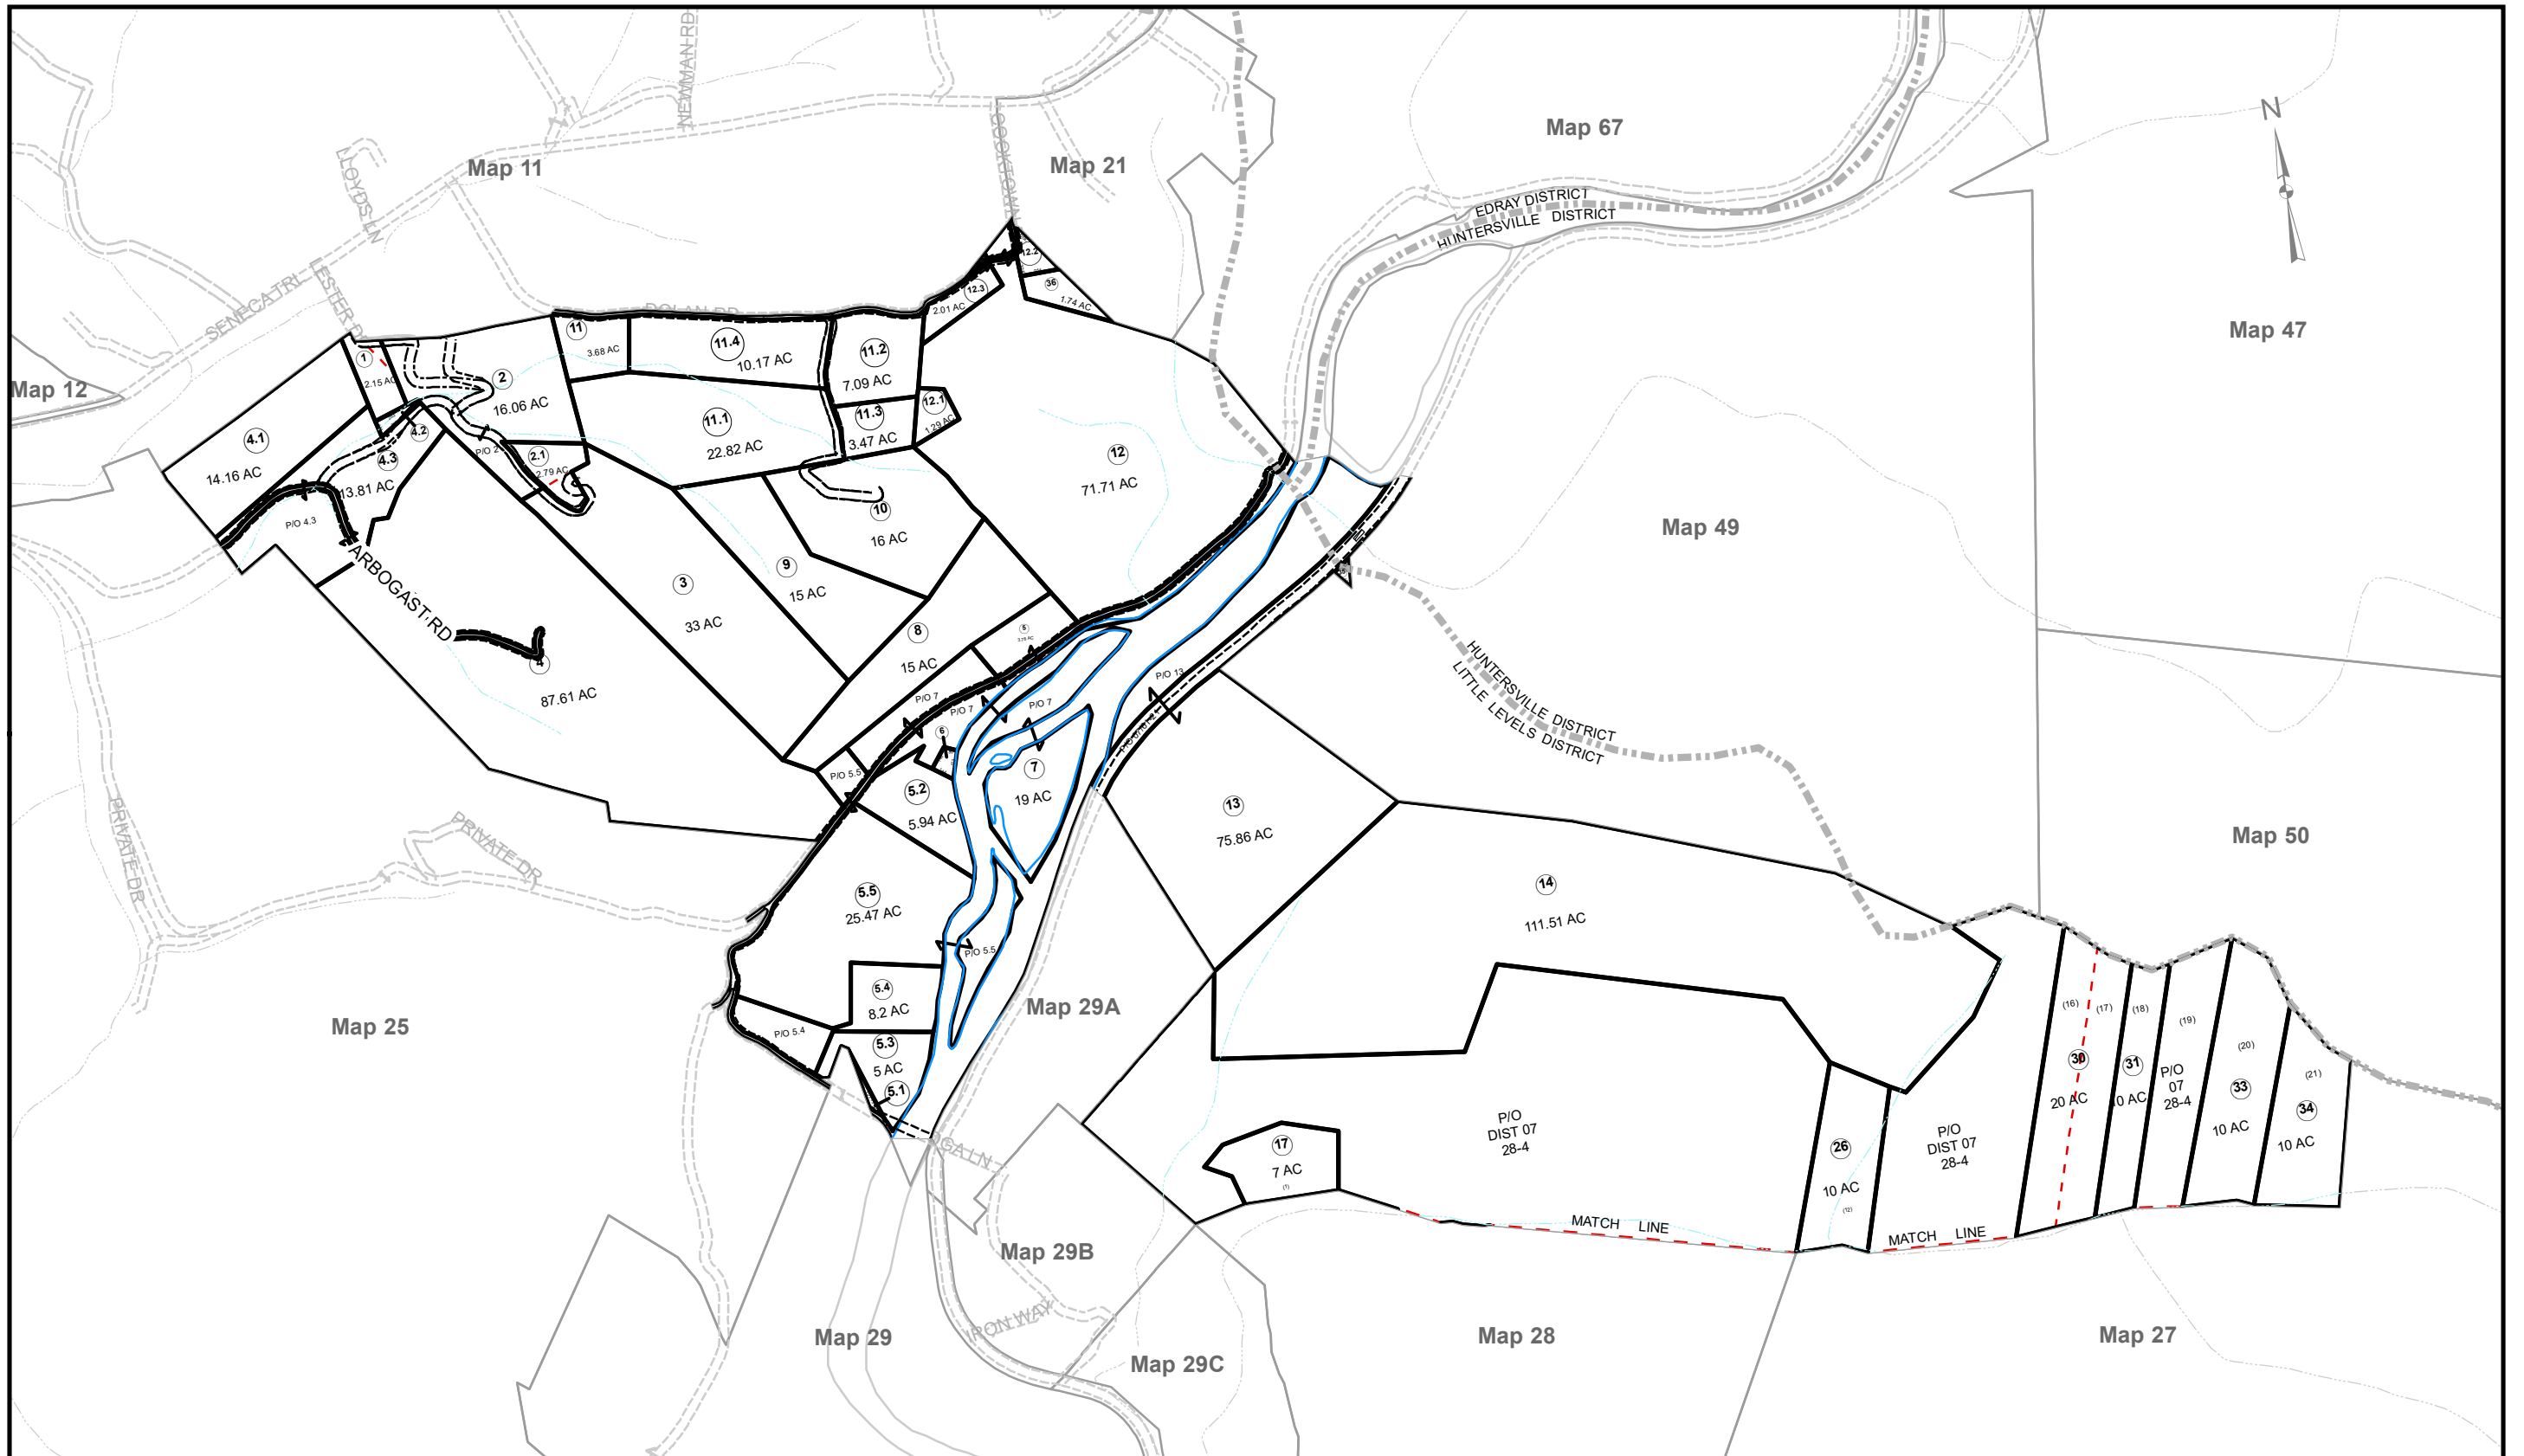 NEWMAN RD
N
Map 67
Map 11
Map 21
LLOYDS LN
COOKTOWN
EDRAY DISTRICT
HUNTERSVILLE DISTRICT
SENECA TRL
12.2
36
1.74 AC
12.3
2.01 AC
DOLAN RD
Map 47
Map 12
1
2.15 AC
2
16.06 AC
11
3.68 AC
11.4
10.17 AC
11.2
7.09 AC
11.3
3.47 AC
12.1
1.29 AC
11.1
22.82 AC
4.1
14.16 AC
4.2
4.3
13.81 AC
P/O 4.3
P/O 2
2.1
2.79 AC
12
71.71 AC
10
16 AC
Map 49
9
15 AC
3
33 AC
ARBOGAST RD
4
87.61 AC
8
15 AC
P/O 7
P/O 7
P/O 7
P/O 13
HUNTERSVILLE DISTRICT
LITTLE LEVELS DISTRICT
6
7
19 AC
P/O 5.5
5.2
5.94 AC
13
75.86 AC
PRIVATE DR
PRIVATE DR
Map 50
5.5
25.47 AC
14
111.51 AC
P/O 5.5
5.4
8.2 AC
P/O 5.4
5.3
5 AC
5.1
Map 25
Map 29A
(16)
(17)
(18)
(19)
(20)
(21)
30
20 AC
31
0 AC
P/O
07
28-4
33
10 AC
34
10 AC
P/O
DIST 07
28-4
17
7 AC
(1)
26
10 AC
(12)
P/O
DIST 07
28-4
MATCH LINE
MATCH LINE
Map 29B
IRON WAY
Map 29
Map 29C
Map 28
Map 27